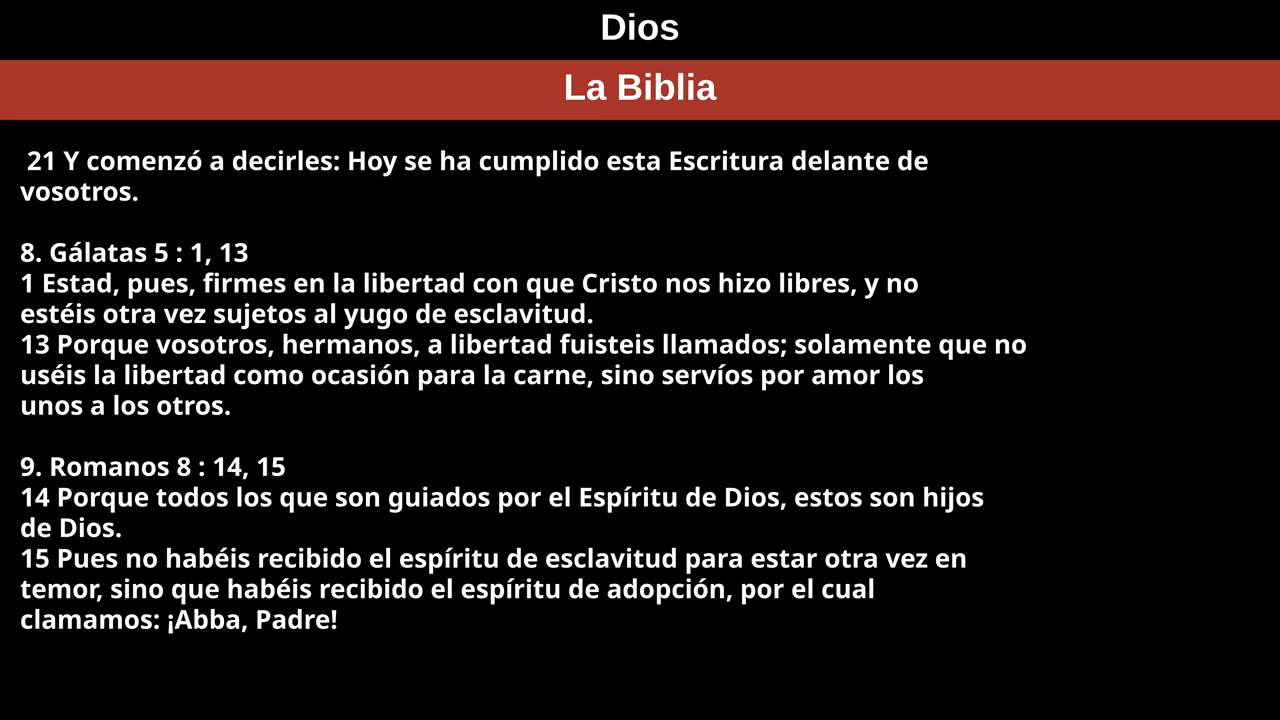 Dios
La Biblia
21 Y comenzó a decirles: Hoy se ha cumplido esta Escritura delante de
vosotros.
8. Gálatas 5 : 1, 13
1 Estad, pues, firmes en la libertad con que Cristo nos hizo libres, y no
estéis otra vez sujetos al yugo de esclavitud.
13 Porque vosotros, hermanos, a libertad fuisteis llamados; solamente que no
uséis la libertad como ocasión para la carne, sino servíos por amor los
unos a los otros.
9. Romanos 8 : 14, 15
14 Porque todos los que son guiados por el Espíritu de Dios, estos son hijos
de Dios.
15 Pues no habéis recibido el espíritu de esclavitud para estar otra vez en
temor, sino que habéis recibido el espíritu de adopción, por el cual
clamamos: ¡Abba, Padre!